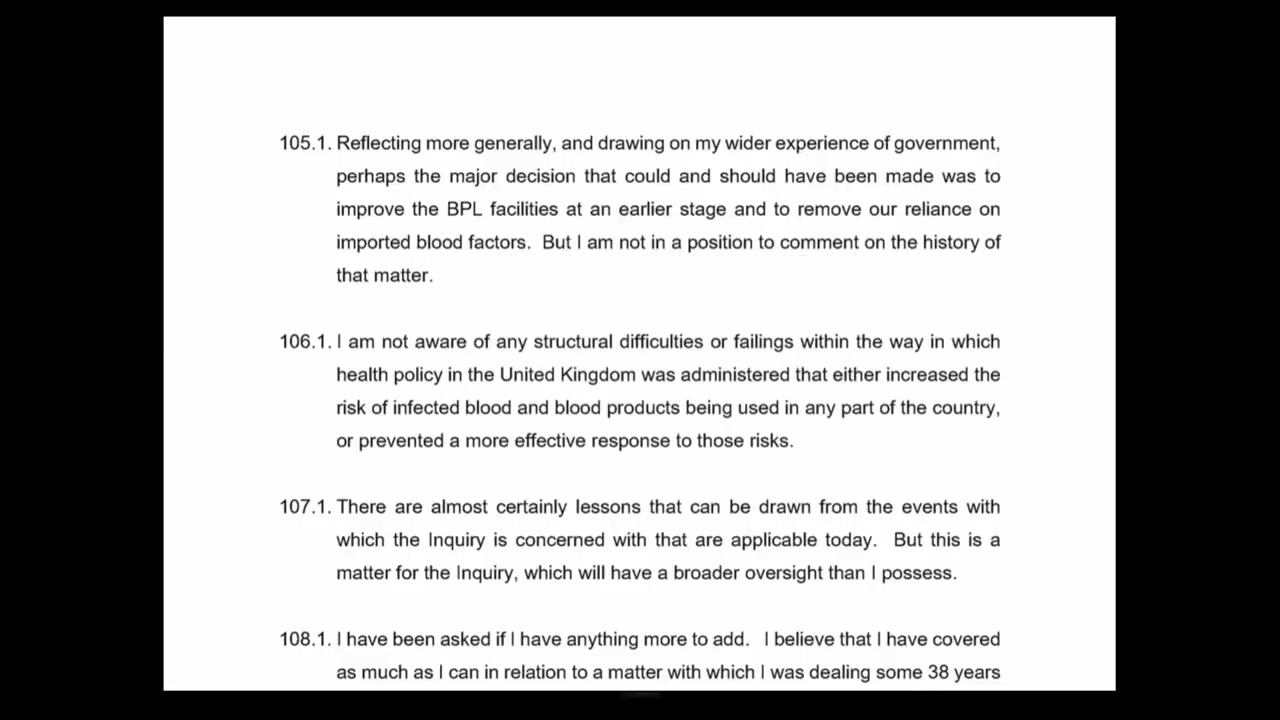 105.1. Reflecting more generally, and drawing on my wider experience of government,
perhaps the major decision that could and should have been made was to
improve the BPL facilities at an earlier stage and to remove our reliance on
imported blood factors.  But I am not in a position to comment on the history of
that matter.
106.1. I am not aware of any structural difficulties or failings within the way in which
health policy in the United Kingdom was administered that either increased the
risk of infected blood and blood products being used in any part of the country,
or prevented a more effective response to those risks.
107.1. There are almost certainly lessons that can be drawn from the events with
which the Inquiry is concerned with that are applicable today.  But this is a
matter for the Inquiry, which will have a broader oversight than I possess.
108.1. I have been asked if I have anything more to add.  I believe that I have covered
as much as I can in relation to a matter with which I was dealing some 38 years